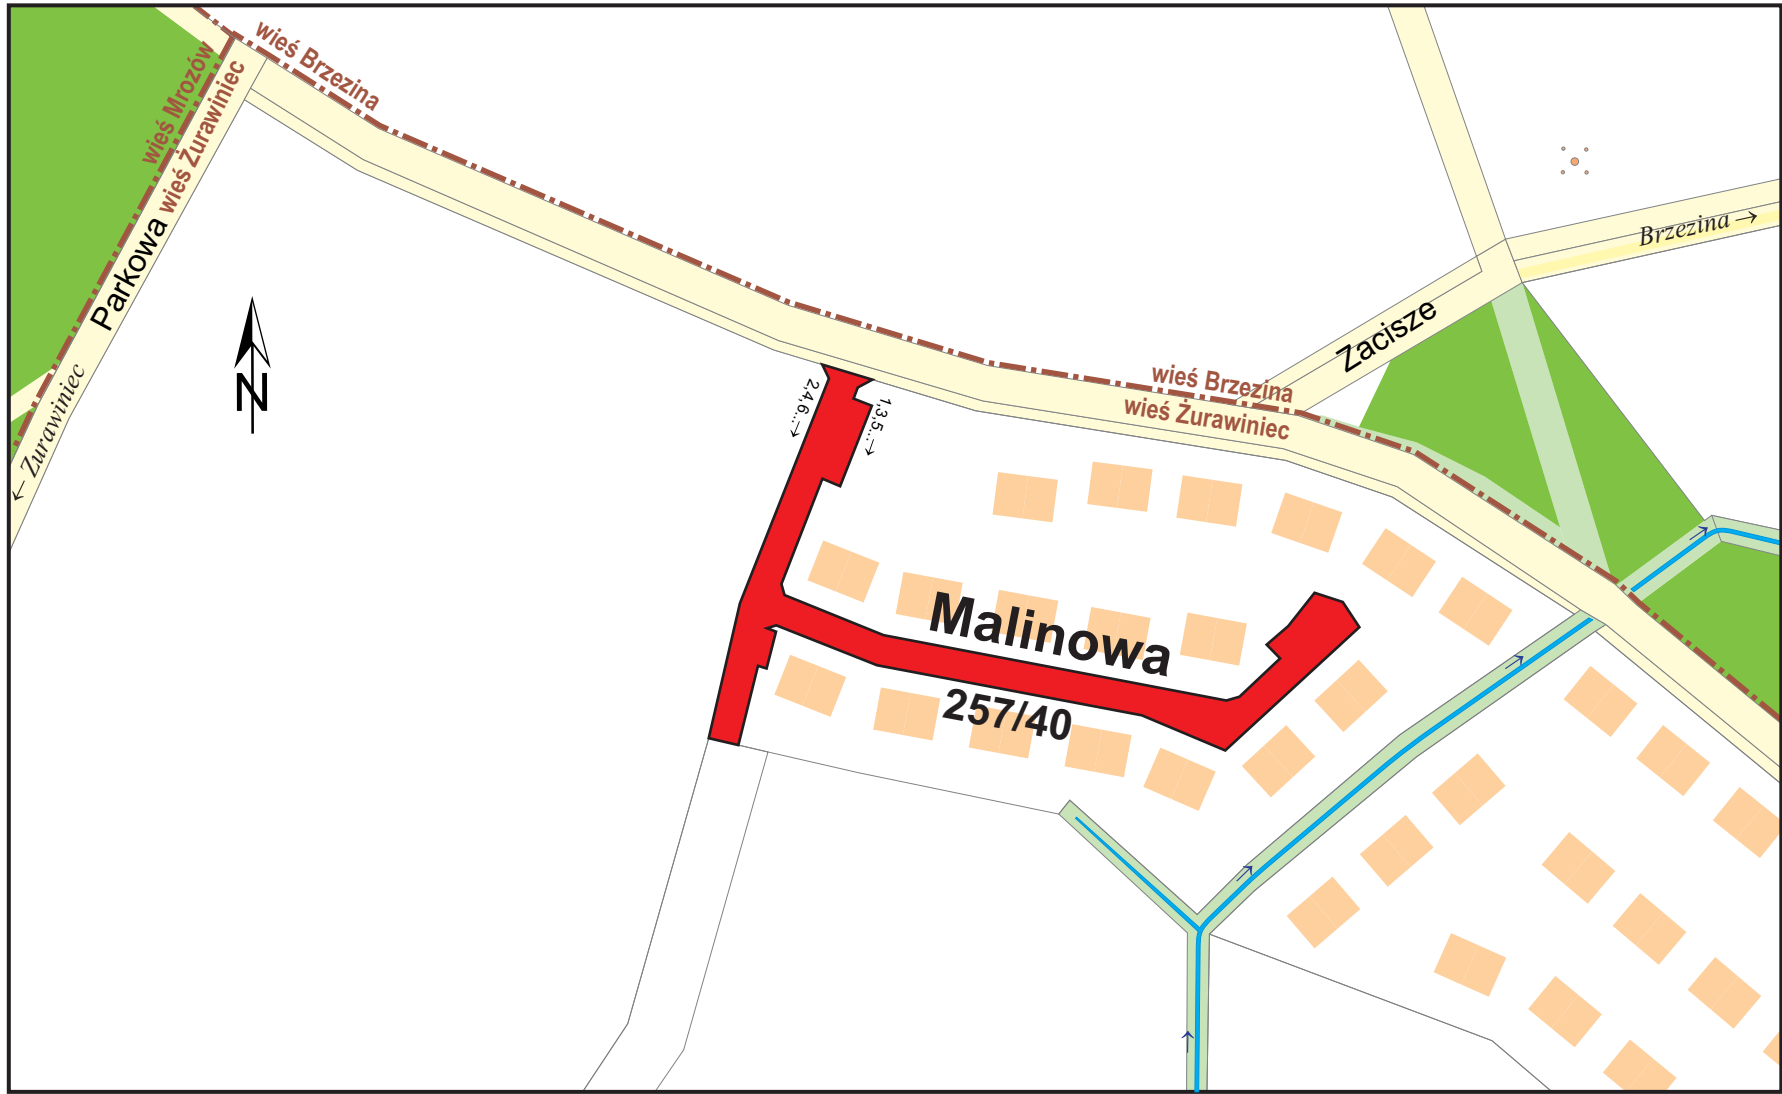 wieś Brzezina
wieś Mrozów
wieś Żurawiniec
Parkowa
← Żurawiniec
N
Brzezina →
Zacisze
wieś Brzezina
wieś Żurawiniec
2,4,6...→
1,3,5...→
Malinowa
257/40